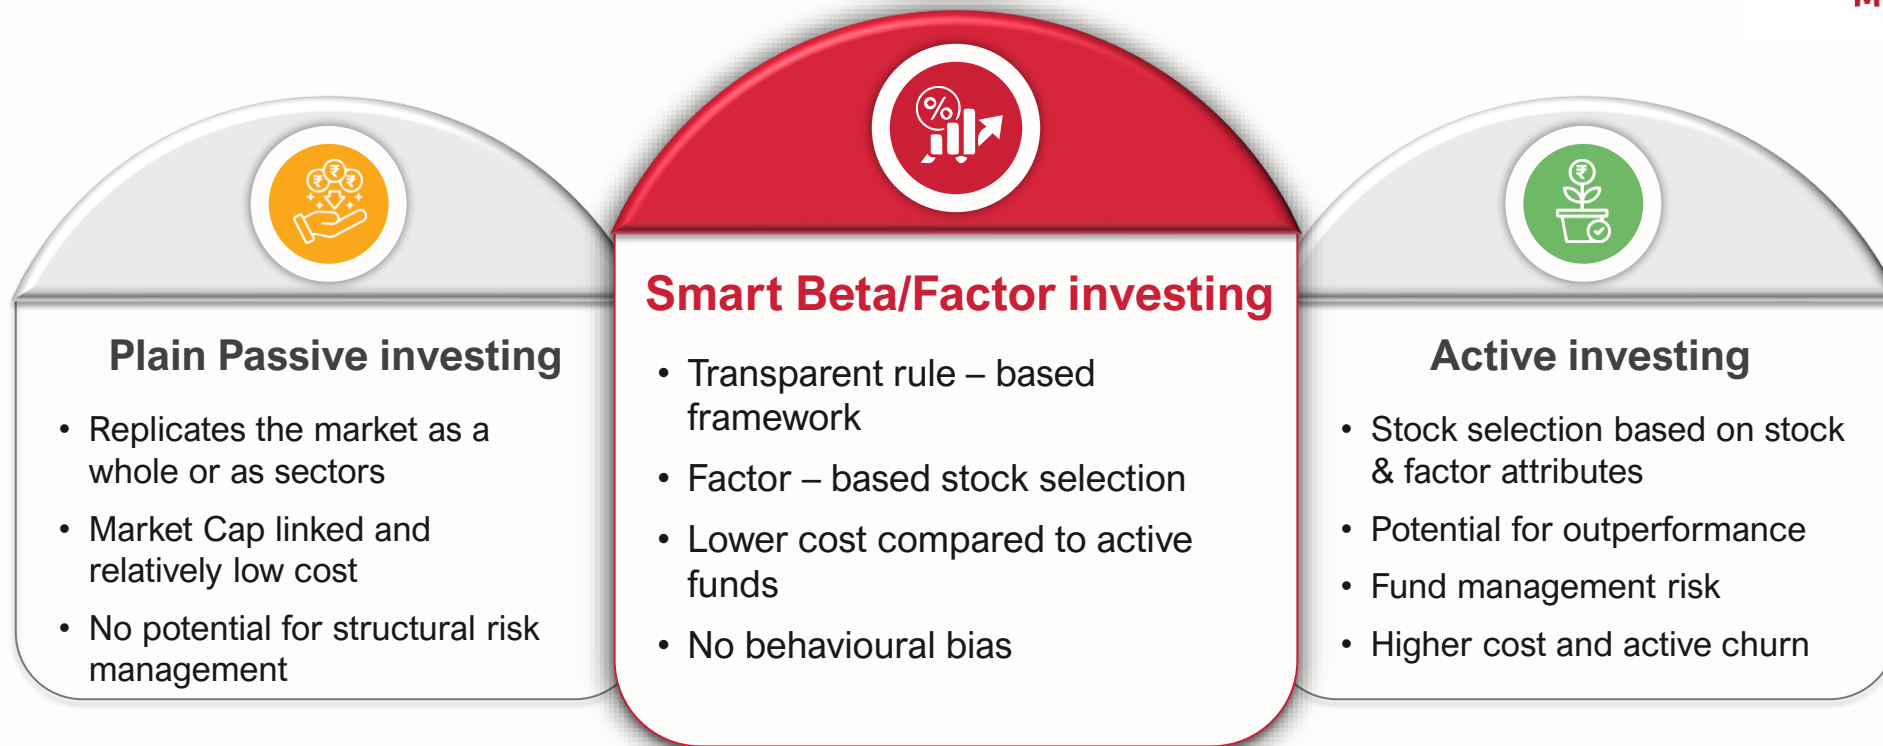 Plain Passive investing
• Replicates the market as a
whole or as sectors
• Market Cap linked and
relatively low cost
• No potential for structural risk
management
%
Smart Beta/Factor investing
• Transparent rule – based
framework
• Factor – based stock selection
• Lower cost compared to active
funds
• No behavioural bias
Active investing
• Stock selection based on stock
& factor attributes
• Potential for outperformance
• Fund management risk
• Higher cost and active churn